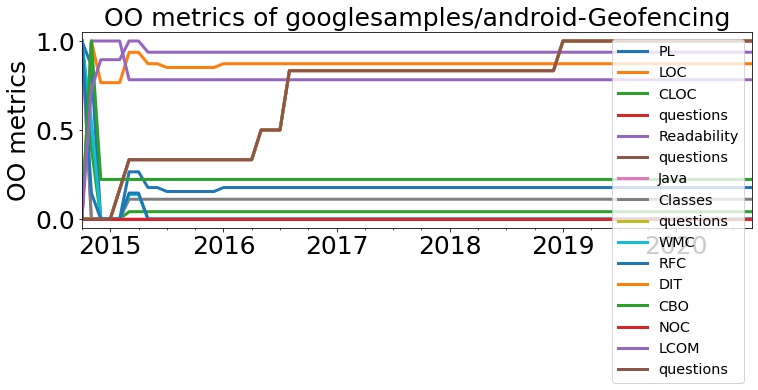 OO metrics of googlesamples/android-Geofencing
OO metrics
1.0
0.5
0.0
2015 2016 2017 2018 2019 2020
PL
LOC
CLOC
questions
Readability
questions
Java
Classes
questions
WMC
RFC
DIT
CBO
NOC
LCOM
questions